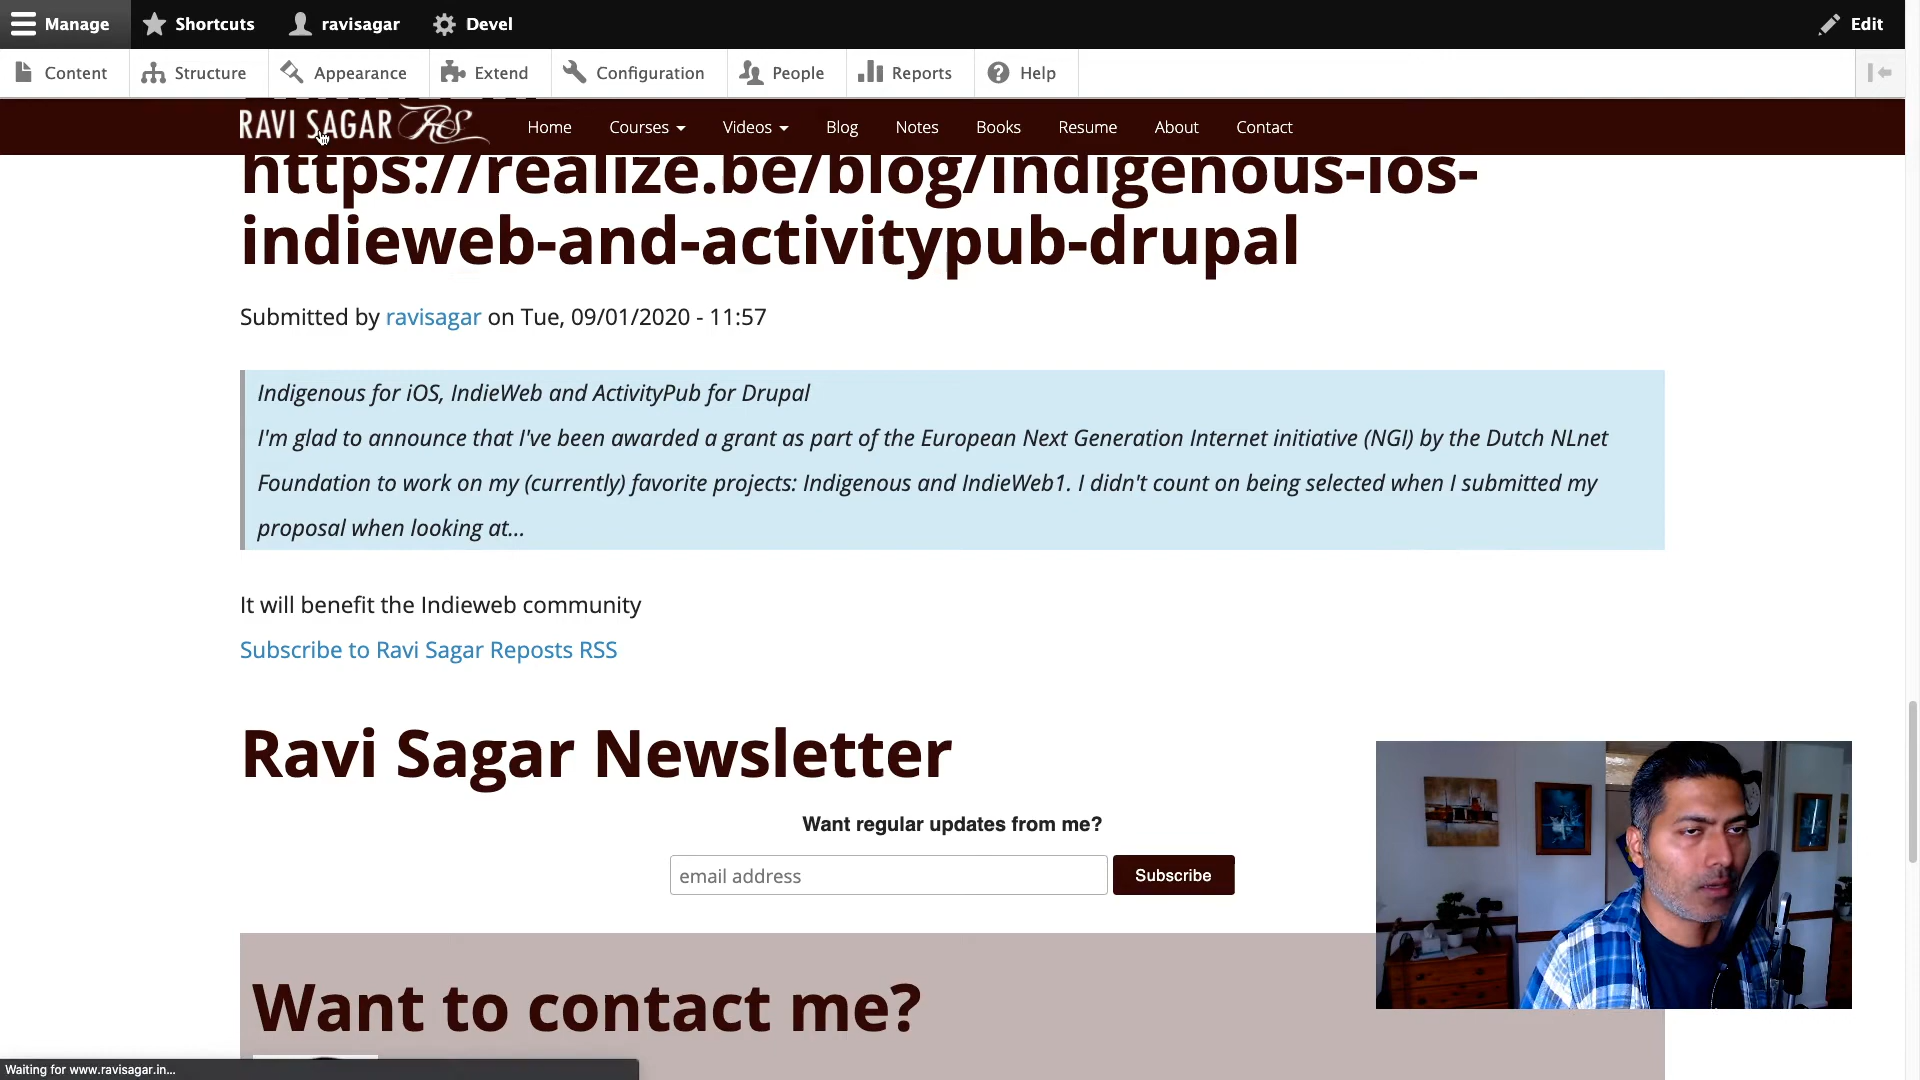 Manage Shortcuts ravisagar Devel Edit
Content Structure Appearance Extend Configuration People Reports Help
RAVI SAGAR RS Home Courses Videos Blog Notes Books Resume About Contact
https://realize.be/blog/indigenous-ios-
indieweb-and-activitypub-drupal
Submitted by ravisagar on Tue, 09/01/2020 - 11:57
Indigenous for iOS, IndieWeb and ActivityPub for Drupal
I'm glad to announce that I've been awarded a grant as part of the European Next Generation Internet initiative (NGI) by the Dutch NLnet
Foundation to work on my (currently) favorite projects: Indigenous and IndieWeb1. I didn't count on being selected when I submitted my
proposal when looking at...
It will benefit the Indieweb community
Subscribe to Ravi Sagar Reposts RSS
Ravi Sagar Newsletter
Want regular updates from me?
email address Subscribe
Want to contact me?
Waiting for www.ravisagar.in...